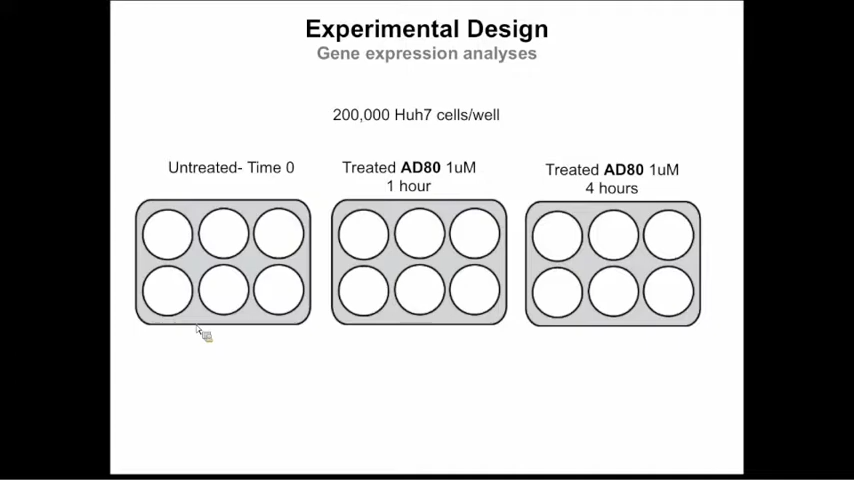 Experimental Design
Gene expression analyses
200,000 Huh7 cells/well
Untreated- Time 0
Treated AD80 1uM
1 hour
Treated AD80 1uM
4 hours